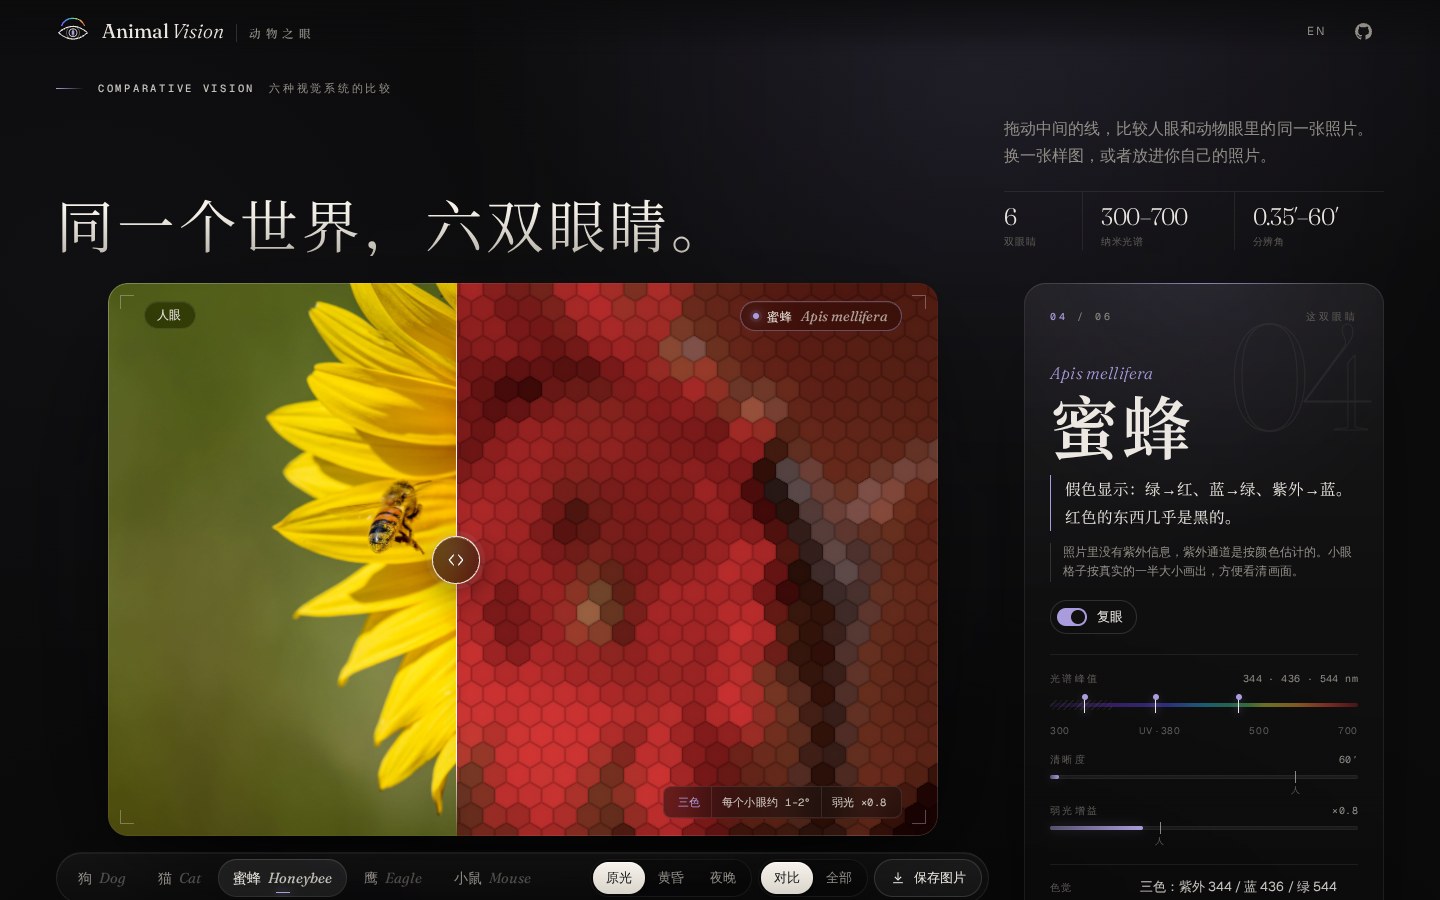 Animal Vision 动物之眼
EN
COMPARATIVE VISION 六种视觉系统的比较
拖动中间的线，比较人眼和动物眼里的同一张照片。
换一张样图，或者放进你自己的照片。
同一个世界，六双眼睛。
6 300–700 0.35′–60′
双眼睛 纳米光谱 分辨角
人眼
蜜蜂 Apis mellifera
三色 每个小眼约 1–2° 弱光 ×0.8
04 / 06 这双眼睛
04
Apis mellifera
蜜蜂
假色显示：绿→红、蓝→绿、紫外→蓝。
红色的东西几乎是黑的。
照片里没有紫外信息，紫外通道是按颜色估计的。小眼
格子按真实的一半大小画出，方便看清画面。
复眼
光谱峰值 344 · 436 · 544 nm
300 UV · 380 500 700
清晰度 60′
人
弱光增益 ×0.8
人
色觉 三色：紫外 344 / 蓝 436 / 绿 544
狗 Dog 猫 Cat 蜜蜂 Honeybee 鹰 Eagle 小鼠 Mouse 原光 黄昏 夜晚 对比 全部 保存图片